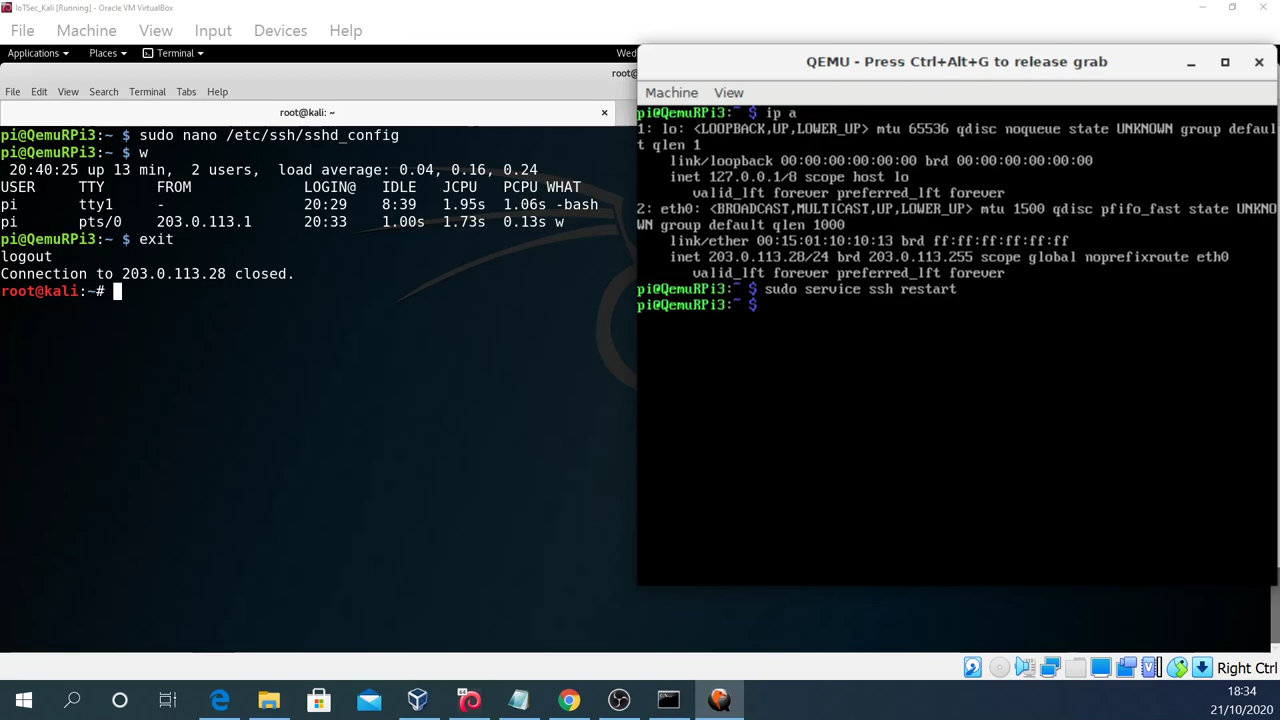 IoTSec_Kali [Running] - Oracle VM VirtualBox
File Machine View Input Devices Help
Applications Places Terminal Wed
root@
File Edit View Search Terminal Tabs Help
root@kali: ~
pi@QemuRPi3:~ $ sudo nano /etc/ssh/sshd_config
pi@QemuRPi3:~ $ w
20:40:25 up 13 min, 2 users, load average: 0.04, 0.16, 0.24
USER TTY FROM LOGIN@ IDLE JCPU PCPU WHAT
pi tty1 - 20:29 8:39 1.95s 1.06s -bash
pi pts/0 203.0.113.1 20:33 1.00s 1.73s 0.13s w
pi@QemuRPi3:~ $ exit
logout
Connection to 203.0.113.28 closed.
root@kali:~#
QEMU - Press Ctrl+Alt+G to release grab
Machine View
pi@QemuRPi3:~ $ ip a
1: lo: <LOOPBACK,UP,LOWER_UP> mtu 65536 qdisc noqueue state UNKNOWN group defaul
t qlen 1
link/loopback 00:00:00:00:00:00 brd 00:00:00:00:00:00
inet 127.0.0.1/8 scope host lo
valid_lft forever preferred_lft forever
2: eth0: <BROADCAST,MULTICAST,UP,LOWER_UP> mtu 1500 qdisc pfifo_fast state UNKNO
WN group default qlen 1000
link/ether 00:15:01:10:10:13 brd ff:ff:ff:ff:ff:ff
inet 203.0.113.28/24 brd 203.0.113.255 scope global noprefixroute eth0
valid_lft forever preferred_lft forever
pi@QemuRPi3:~ $ sudo service ssh restart
pi@QemuRPi3:~ $
Right Ctrl
18:34
21/10/2020